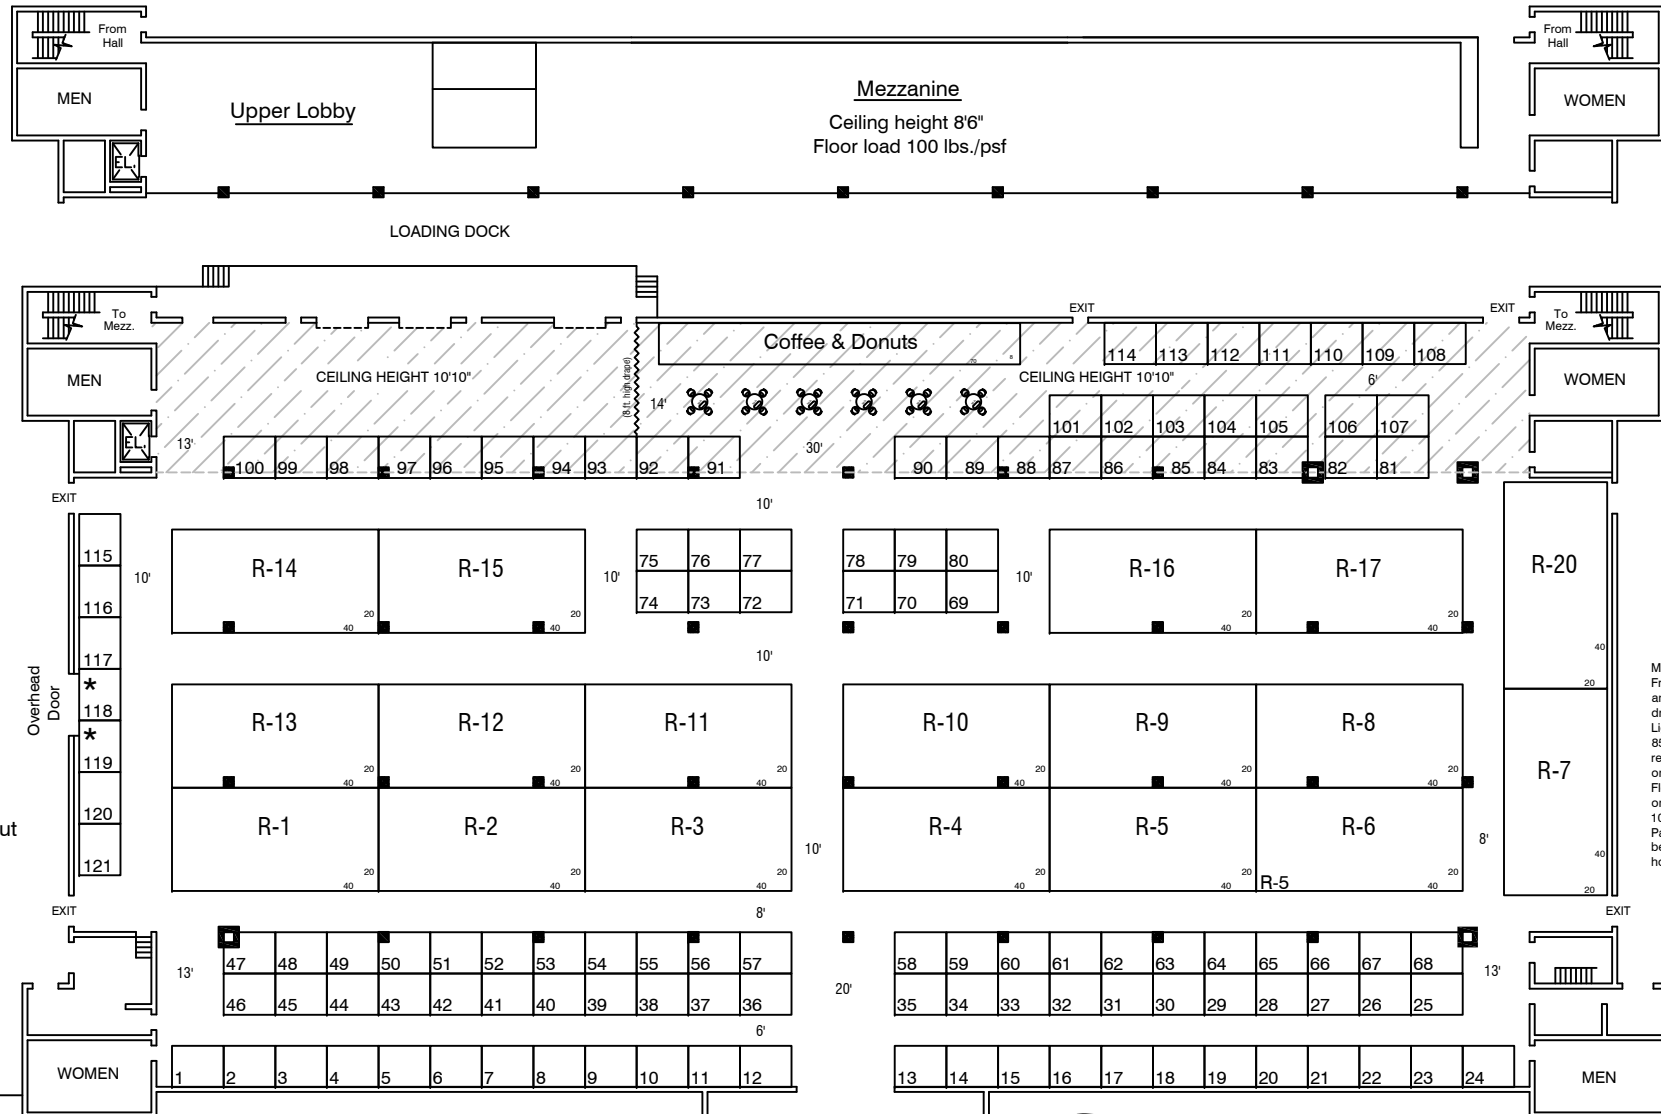 From
Hall
From
Hall
MEN
Upper Lobby
Mezzanine
Ceiling height 8'6"
Floor load 100 lbs./psf
WOMEN
EL.
LOADING DOCK
To
Mezz.
EXIT
EXIT
To
Mezz.
Coffee & Donuts
70
8
114 113 112 111 110 109 108
MEN
CEILING HEIGHT 10'10"
(8 ft. high drape)
CEILING HEIGHT 10'10"
6'
WOMEN
14'
101 102 103 104 105 106 107
EL.
13'
30'
100 99 98 97 96 95 94 93 92 91
90 89 88 87 86 85 84 83 82 81
EXIT
10'
115
10'
R-14
20
40
R-15
20
40
10'
75 76 77
74 73 72
78 79 80
71 70 69
10'
R-16
20
40
R-17
20
40
R-20
40
20
116
117
10'
Overhead
Door
*
118
*
119
R-13
20
40
R-12
20
40
R-11
20
40
R-10
20
40
R-9
20
40
R-8
20
40
R-7
40
20
120
ut
121
R-1
20
40
R-2
20
40
R-3
20
40
10'
R-4
20
40
R-5
20
40
R-6
R-5
20
40
8'
EXIT
8'
EXIT
13'
47 48 49 50 51 52 53 54 55 56 57
46 45 44 43 42 41 40 39 38 37 36
20'
58 59 60 61 62 63 64 65 66 67 68
35 34 33 32 31 30 29 28 27 26 25
13'
6'
WOMEN
1 2 3 4 5 6 7 8 9 10 11 12
13 14 15 16 17 18 19 20 21 22 23 24
MEN